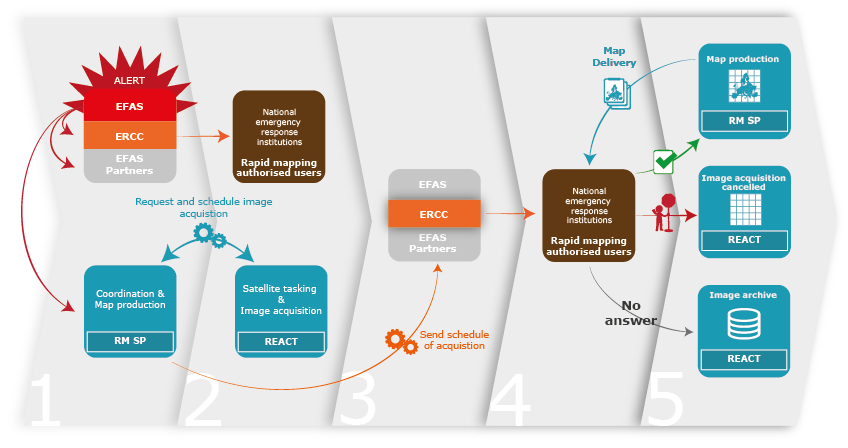 ALERT
EFAS
ERCC
EFAS
Partners
National
emergency
response
institutions
Rapid mapping
authorised users
Request and schedule image
acquistion
Coordination &
Map production
RM SP
Satellite tasking
&
Image acquisition
REACT
EFAS
ERCC
EFAS
Partners
Send schedule
of acquistion
Map
Delivery
National
emergency
response
institutions
Rapid mapping
authorised users
No
answer
Map production
RM SP
Image acquisition
cancelled
REACT
Image archive
REACT
1
2
3
4
5